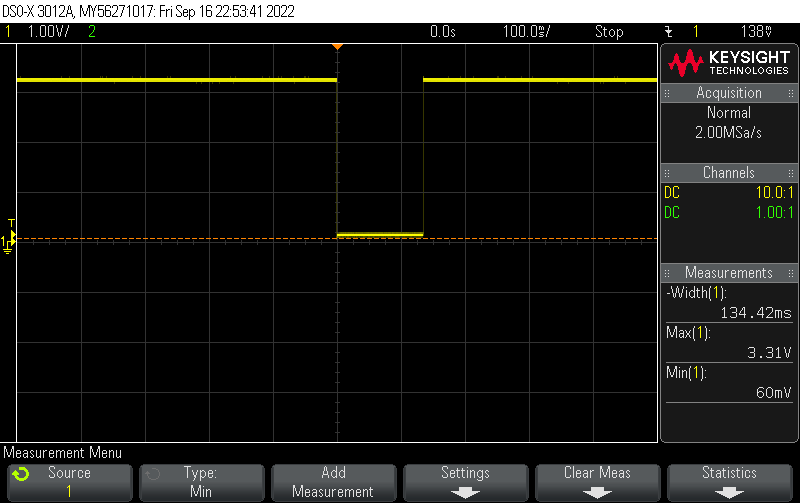 DSO-X 3012A, MY56271017: Fri Sep 16 22:53:41 2022
1 1.00V/ 2 0.0s 100.0ms/ Stop 1 138mV
KEYSIGHT
TECHNOLOGIES
Acquisition
Normal
2.00MSa/s
Channels
DC 10.0:1
DC 1.00:1
T
1
Measurements
-Width(1):
134.42ms
Max(1):
3.31V
Min(1):
60mV
Measurement Menu
Source
1
Type:
Min
Add
Measurement
Settings
Clear Meas
Statistics